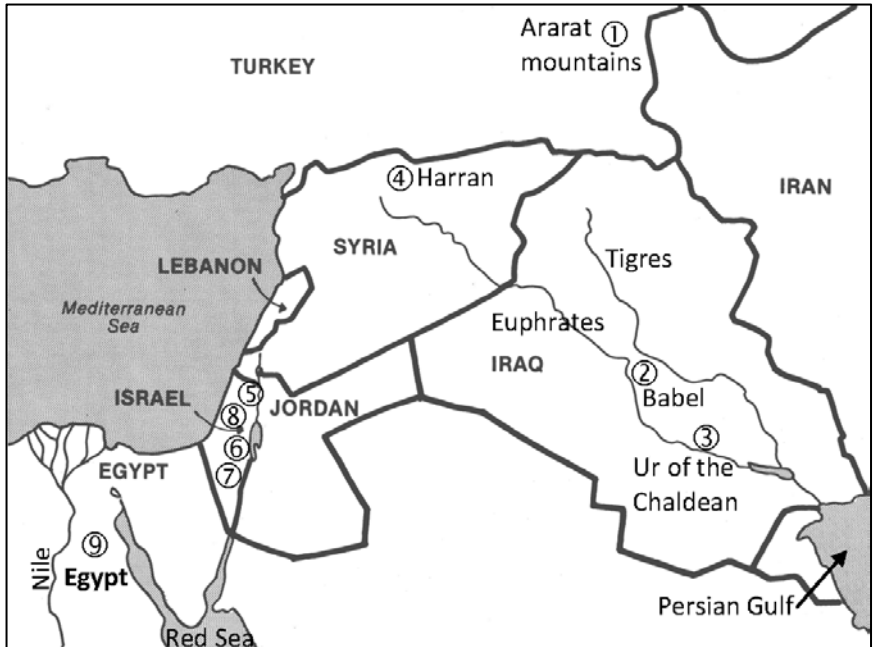 Ararat ①
mountains
TURKEY
④ Harran
IRAN
SYRIA
LEBANON
Tigres
Mediterranean
Sea
Euphrates
IRAQ
②
Babel
ISRAEL
⑤
JORDAN
⑧
⑥
⑦
③
Ur of the
Chaldean
EGYPT
⑨
Egypt
Nile
Red Sea
Persian Gulf